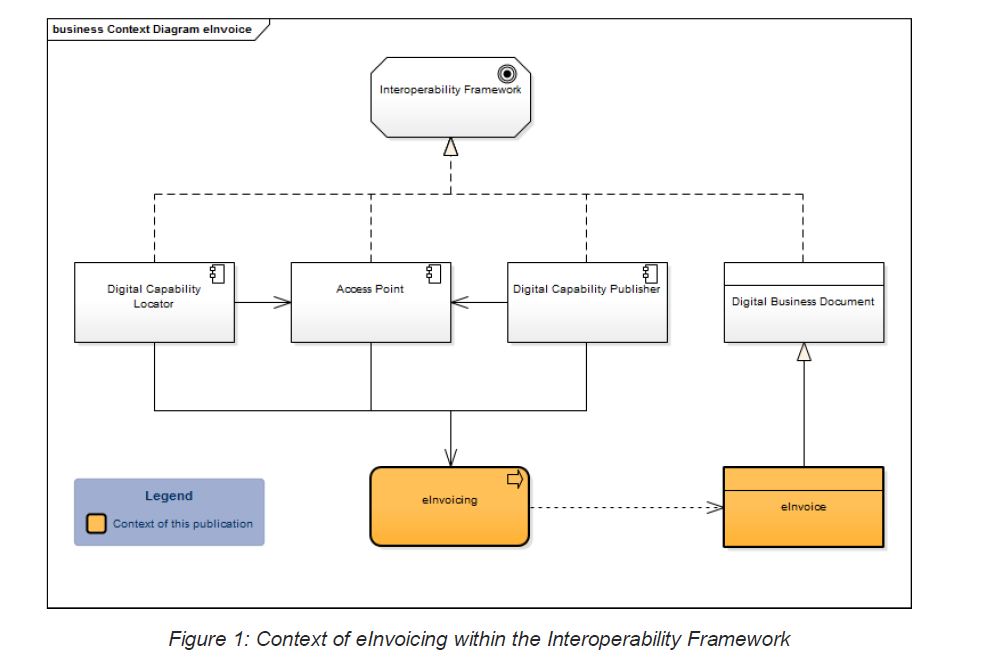 business Context Diagram eInvoice
Interoperability Framework
Digital Capability
Locator
Access Point
Digital Capability Publisher
Digital Business Document
eInvoicing
eInvoice
Legend
Context of this publication
Figure 1: Context of eInvoicing within the Interoperability Framework